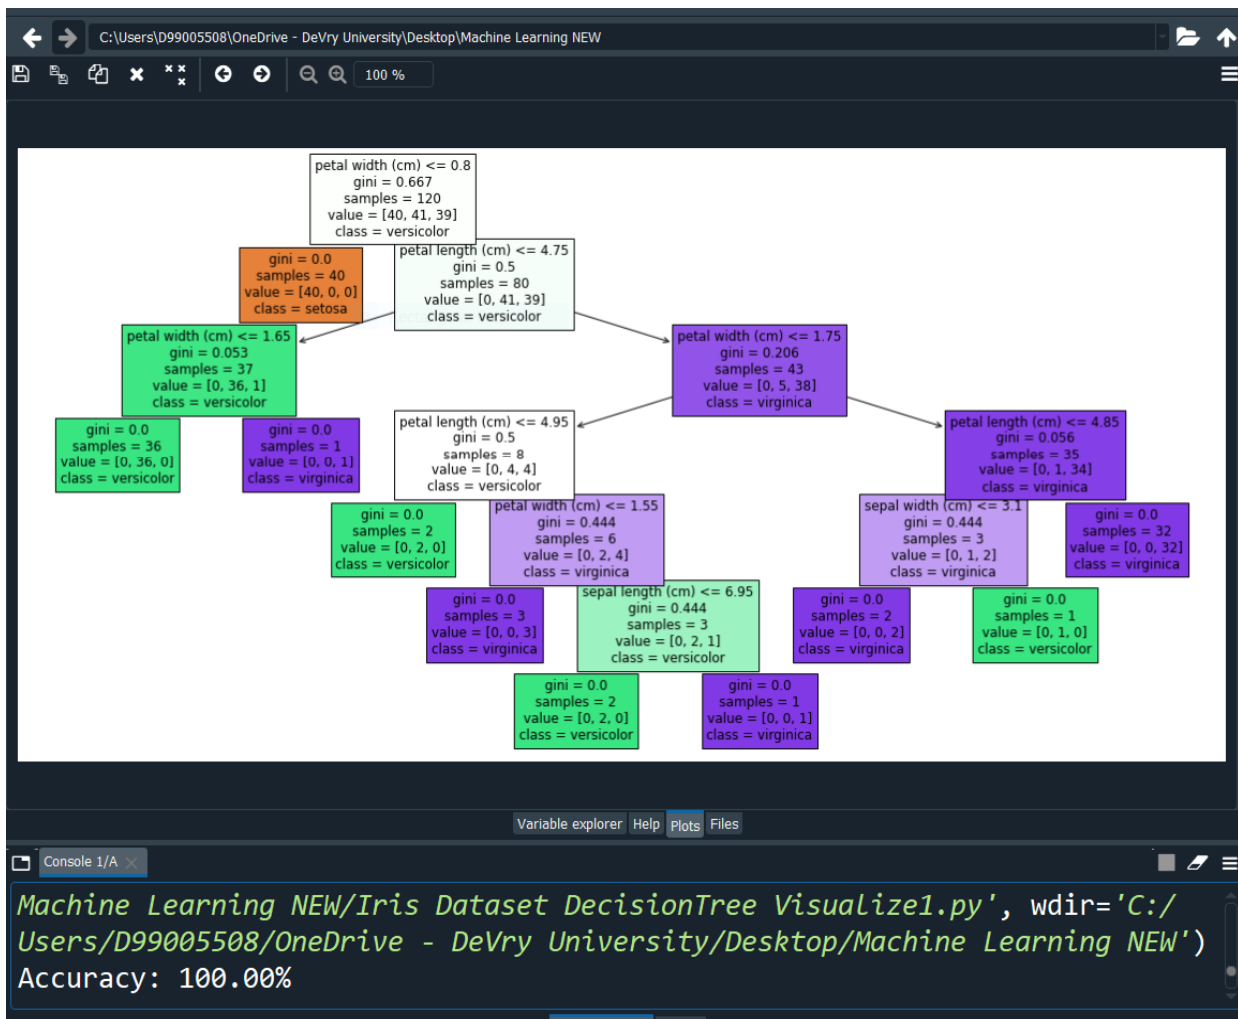 C:\Users\D99005508\OneDrive - DeVry University\Desktop\Machine Learning NEW
100 %
petal width (cm) <= 0.8
gini = 0.667
samples = 120
value = [40, 41, 39]
class = versicolor
gini = 0.0
samples = 40
value = [40, 0, 0]
class = setosa
petal length (cm) <= 4.75
gini = 0.5
samples = 80
value = [0, 41, 39]
class = versicolor
petal width (cm) <= 1.65
gini = 0.053
samples = 37
value = [0, 36, 1]
class = versicolor
petal width (cm) <= 1.75
gini = 0.206
samples = 43
value = [0, 5, 38]
class = virginica
gini = 0.0
samples = 36
value = [0, 36, 0]
class = versicolor
gini = 0.0
samples = 1
value = [0, 0, 1]
class = virginica
petal length (cm) <= 4.95
gini = 0.5
samples = 8
value = [0, 4, 4]
class = versicolor
petal length (cm) <= 4.85
gini = 0.056
samples = 35
value = [0, 1, 34]
class = virginica
gini = 0.0
samples = 2
value = [0, 2, 0]
class = versicolor
petal width (cm) <= 1.55
gini = 0.444
samples = 6
value = [0, 2, 4]
class = virginica
sepal width (cm) <= 3.1
gini = 0.444
samples = 3
value = [0, 1, 2]
class = virginica
gini = 0.0
samples = 32
value = [0, 0, 32]
class = virginica
gini = 0.0
samples = 3
value = [0, 0, 3]
class = virginica
sepal length (cm) <= 6.95
gini = 0.444
samples = 3
value = [0, 2, 1]
class = versicolor
gini = 0.0
samples = 2
value = [0, 0, 2]
class = virginica
gini = 0.0
samples = 1
value = [0, 1, 0]
class = versicolor
gini = 0.0
samples = 2
value = [0, 2, 0]
class = versicolor
gini = 0.0
samples = 1
value = [0, 0, 1]
class = virginica
Variable explorer Help Plots Files
Console 1/A
Machine Learning NEW/Iris Dataset DecisionTree Visualize1.py', wdir='C:/
Users/D99005508/OneDrive - DeVry University/Desktop/Machine Learning NEW')
Accuracy: 100.00%